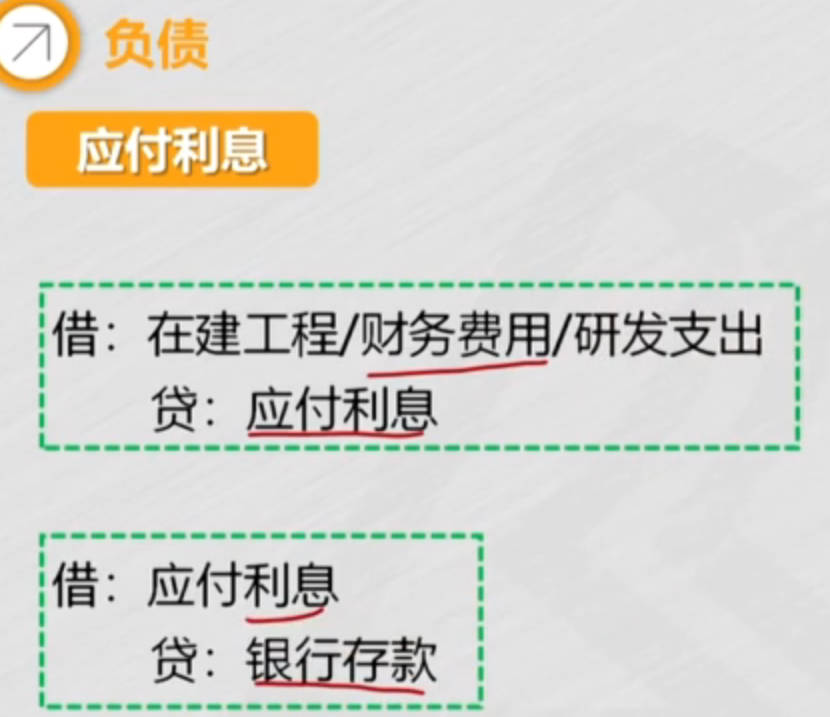 负债
应付利息
借：在建工程/财务费用/研发支出
贷：应付利息
借：应付利息
贷：银行存款